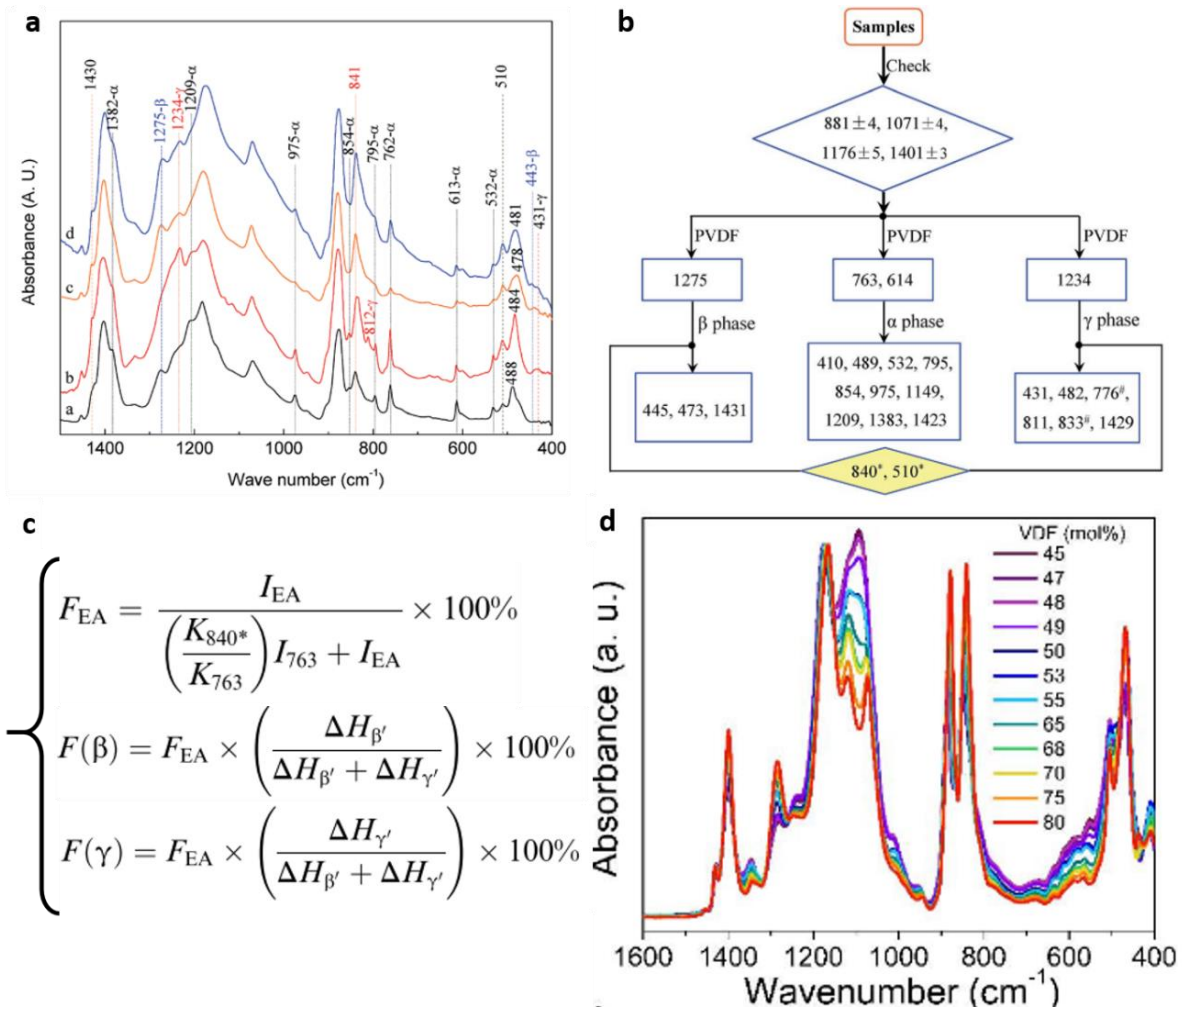 a
1430
1382-α
1275-β
1234-γ
1209-α
975-α
841
854-α
795-α
762-α
812-γ
613-α
532-α
510
481
478
484
488
443-β
431-γ
d
c
b
a
Absorbance (A. U.)
1400
1200
1000
800
600
400
Wave number (cm⁻¹)
b
Samples
Check
881±4, 1071±4,
1176±5, 1401±3
PVDF
PVDF
PVDF
1275
763, 614
1234
β phase
α phase
γ phase
445, 473, 1431
410, 489, 532, 795,
854, 975, 1149,
1209, 1383, 1423
431, 482, 776#,
811, 833#, 1429
840*, 510*
c
F_EA = I_EA / ((K_840* / K_763) I_763 + I_EA) × 100%
F(β) = F_EA × (ΔH_β′ / (ΔH_β′ + ΔH_γ′)) × 100%
F(γ) = F_EA × (ΔH_γ′ / (ΔH_β′ + ΔH_γ′)) × 100%
d
VDF (mol%)
45
47
48
49
50
53
55
65
68
70
75
80
Absorbance (a. u.)
1600
1400
1200
1000
800
600
400
Wavenumber (cm⁻¹)